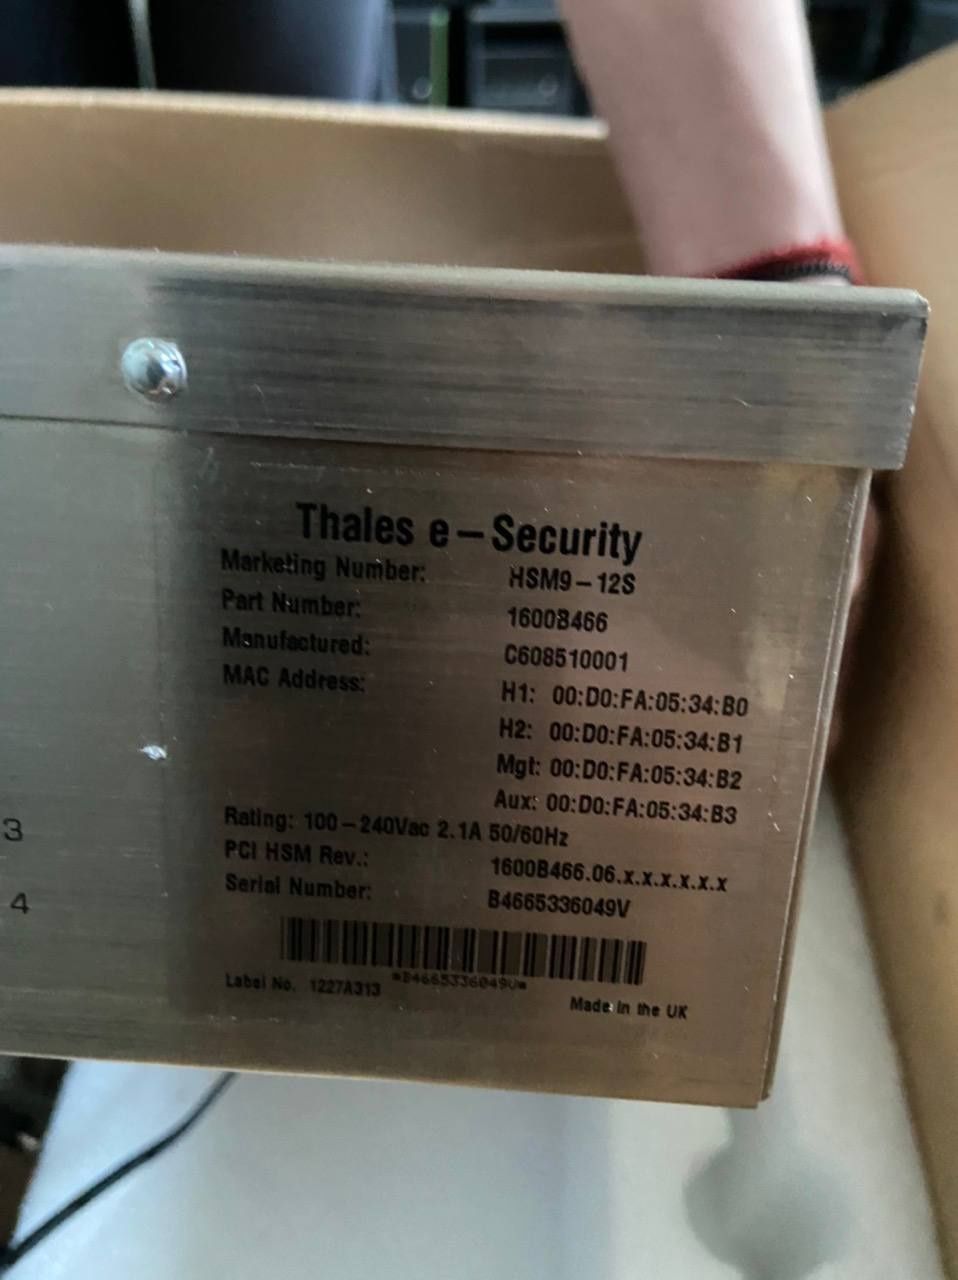 Thales e-Security
Marketing Number: HSM9-12S
Part Number: 1600B466
Manufactured: C608510001
MAC Address: H1: 00:D0:FA:05:34:B0
H2: 00:D0:FA:05:34:B1
Mgt: 00:D0:FA:05:34:B2
Aux: 00:D0:FA:05:34:B3
Rating: 100-240Vac 2.1A 50/60Hz
PCI HSM Rev.: 1600B466.06.x.x.x.x.x.x
Serial Number: B4665336049V
*B4665336049V*
Label No. 1227A313 Made in the UK
3
4